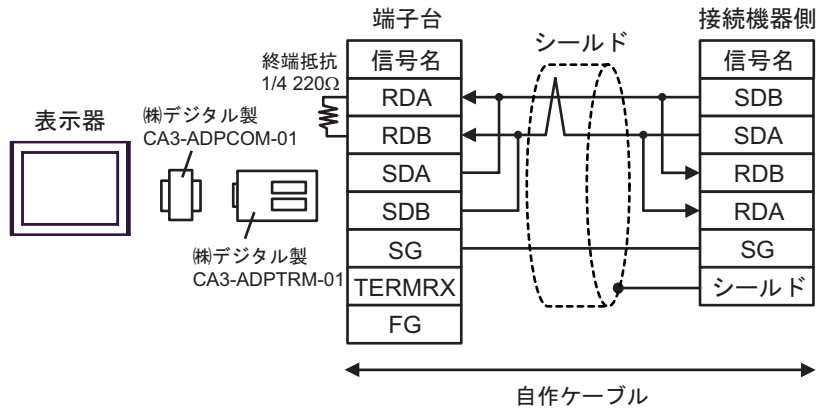 端子台
接続機器側
シールド
終端抵抗
1/4 220Ω
表示器
㈱デジタル製
CA3-ADPCOM-01
㈱デジタル製
CA3-ADPTRM-01
信号名
RDA
RDB
SDA
SDB
SG
TERMRX
FG
信号名
SDB
SDA
RDB
RDA
SG
シールド
自作ケーブル